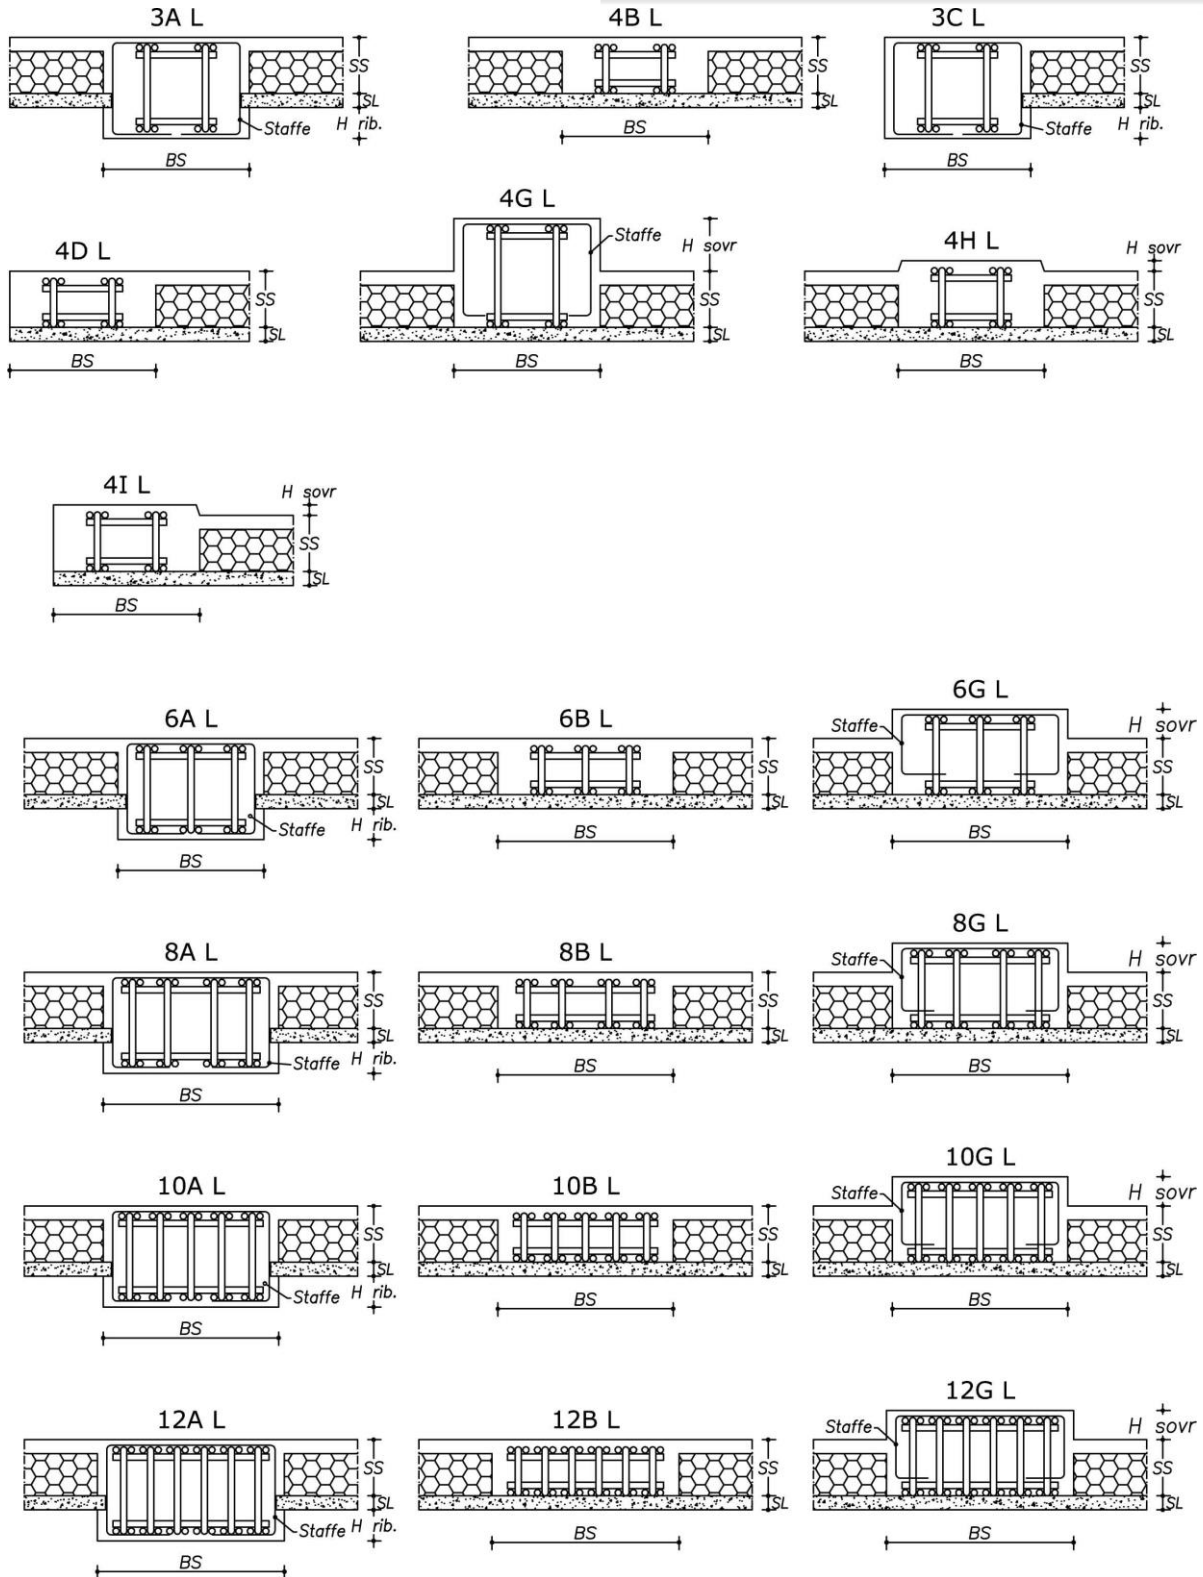 3A L
4B L
3C L
SS
SL
H rib.
Staffe
BS
SS
SL
BS
SS
SL
H rib.
Staffe
BS
4D L
4G L
4H L
SS
SL
BS
Staffe
H sovr
SS
SL
BS
H sovr
SS
SL
BS
4I L
H sovr
SS
SL
BS
6A L
6B L
6G L
SS
SL
H rib.
Staffe
BS
SS
SL
BS
Staffe
H sovr
SS
SL
BS
8A L
8B L
8G L
SS
SL
H rib.
Staffe
BS
SS
SL
BS
Staffe
H sovr
SS
SL
BS
10A L
10B L
10G L
SS
SL
H rib.
Staffe
BS
SS
SL
BS
Staffe
H sovr
SS
SL
BS
12A L
12B L
12G L
SS
SL
H rib.
Staffe
BS
SS
SL
BS
Staffe
H sovr
SS
SL
BS